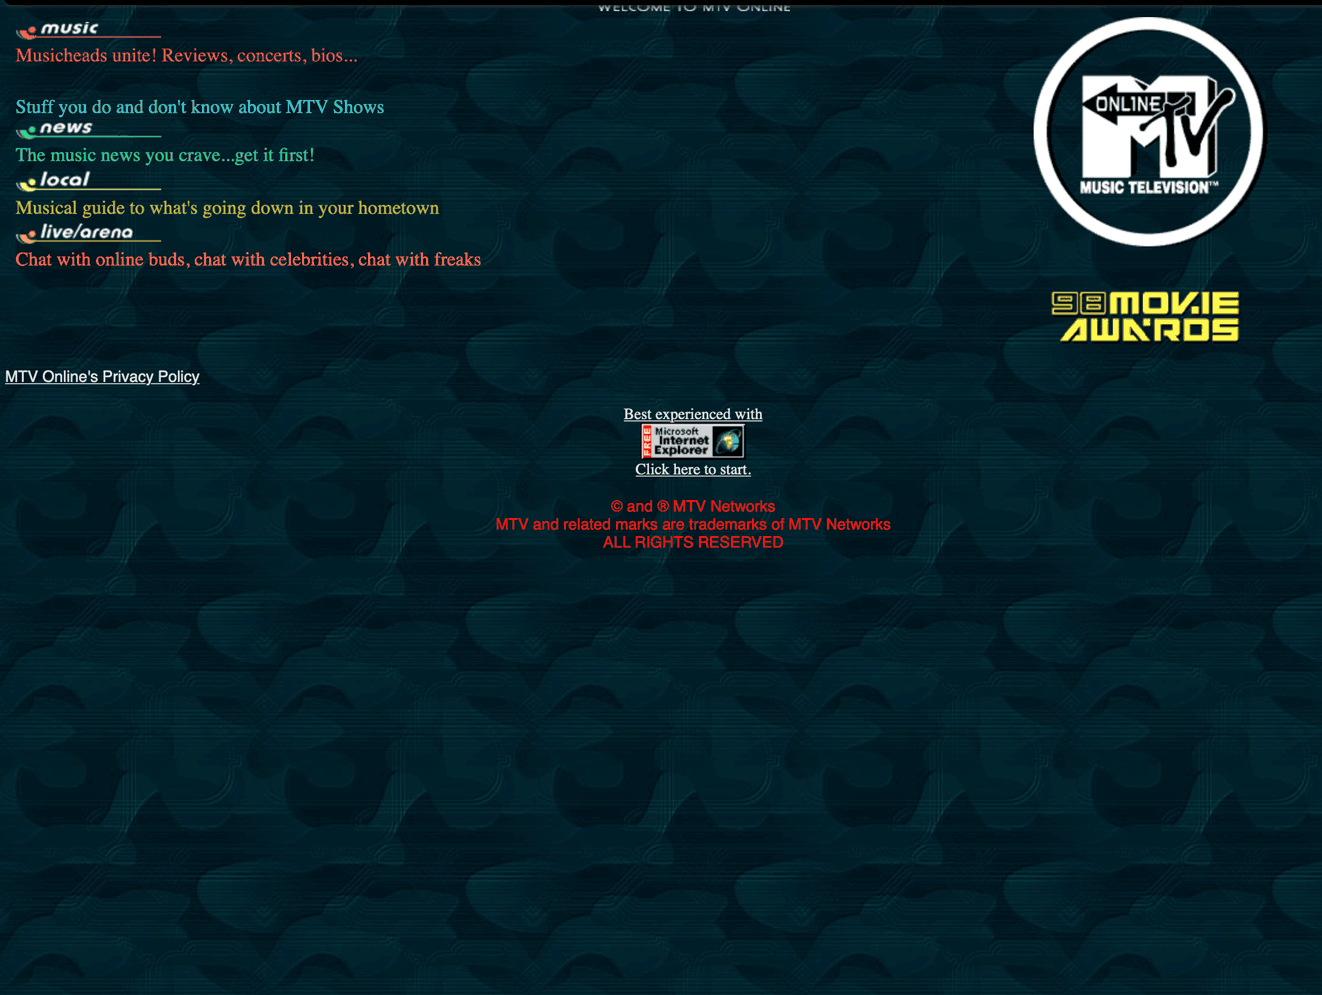 WELCOME TO MTV ONLINE
music
Musicheads unite! Reviews, concerts, bios...
Stuff you do and don't know about MTV Shows
news
The music news you crave...get it first!
local
Musical guide to what's going down in your hometown
live/arena
Chat with online buds, chat with celebrities, chat with freaks
ONLINE
MTV
MUSIC TELEVISION™
98 MOVIE
AWARDS
MTV Online's Privacy Policy
Best experienced with
FREE
Microsoft
Internet
Explorer
Click here to start.
© and ® MTV Networks
MTV and related marks are trademarks of MTV Networks
ALL RIGHTS RESERVED